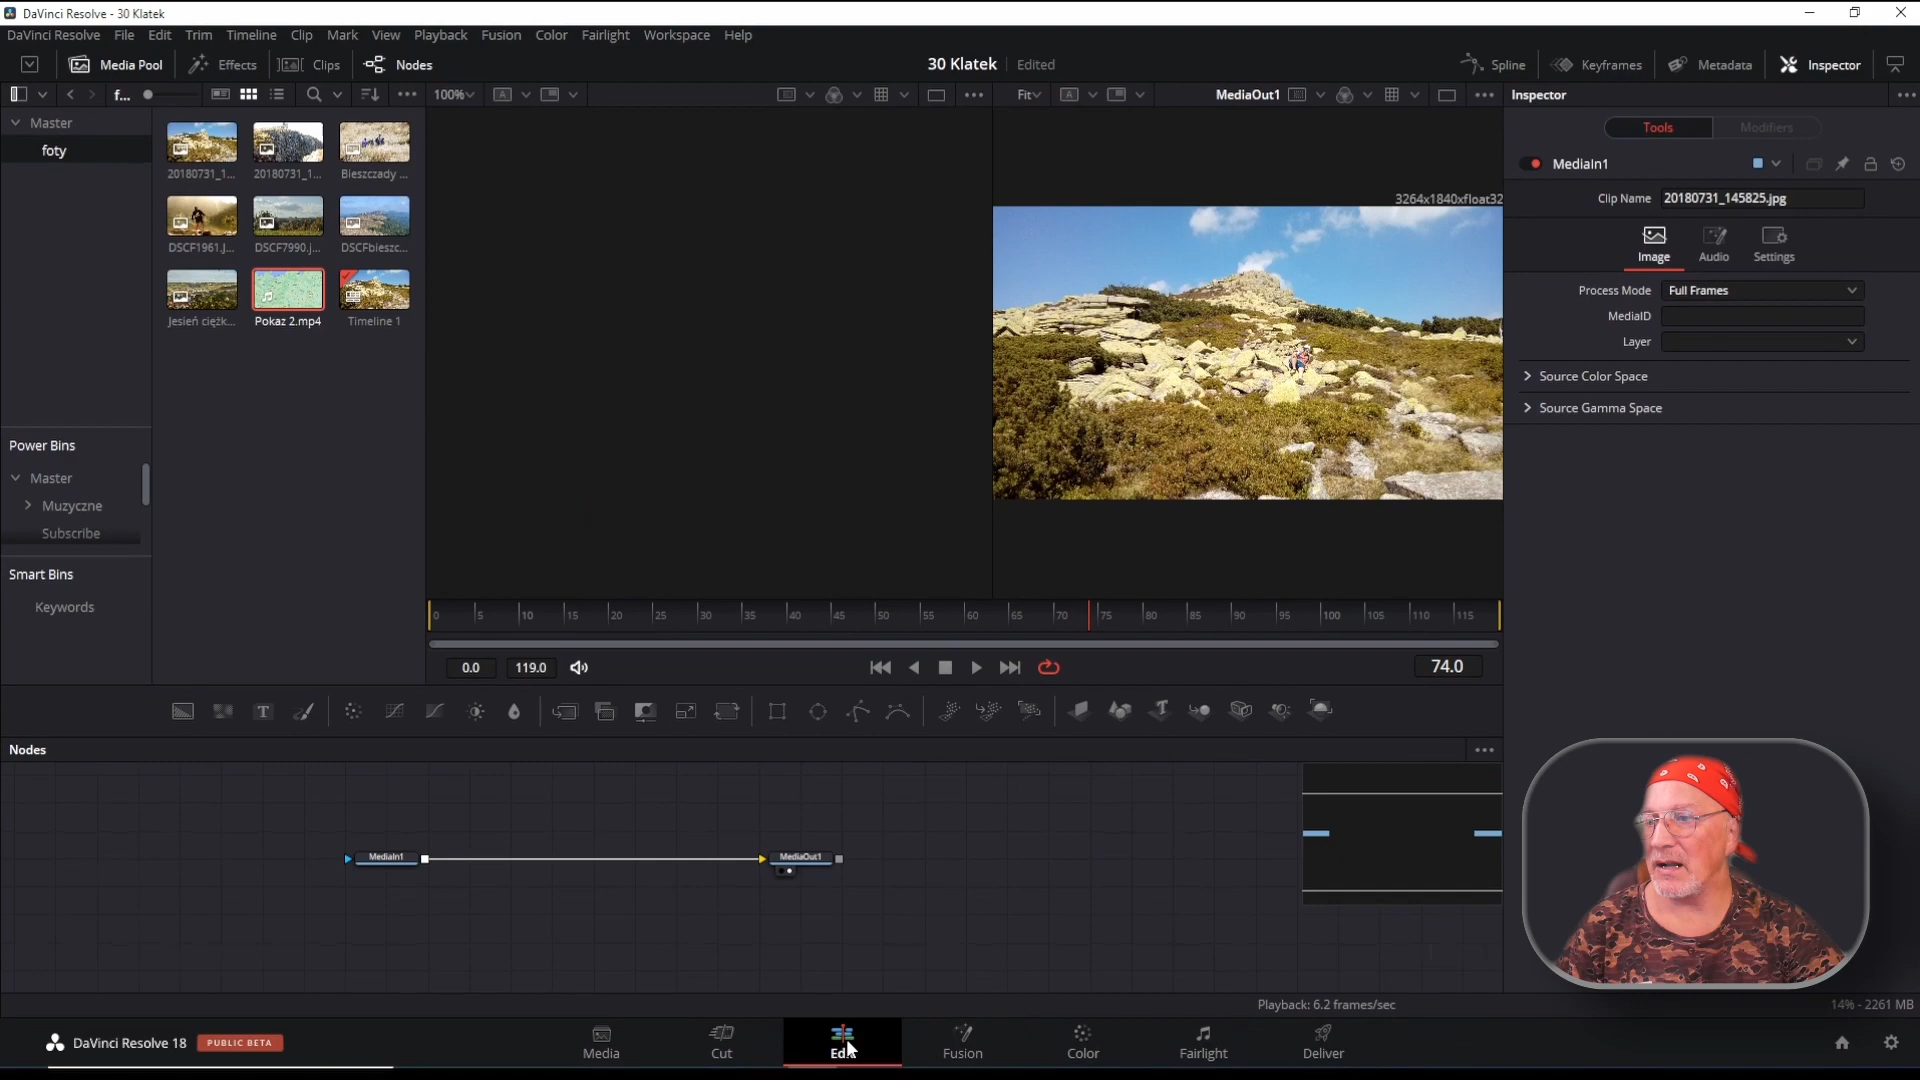 DaVinci Resolve - 30 Klatek
DaVinci Resolve File Edit Trim Timeline Clip Mark View Playback Fusion Color Fairlight Workspace Help
Media Pool Effects Clips Nodes 30 Klatek Edited Spline Keyframes Metadata Inspector
f... 100% Fit MediaOut1 Inspector
Master
foty
20180731_1... 20180731_1... Bieszczady ...
DSCF1961.J... DSCF7990.j... DSCFbieszc...
Jesień ciężk... Pokaz 2.mp4 Timeline 1
Power Bins
Master
Muzyczne
Subscribe
Smart Bins
Keywords
3264x1840xfloat32
Tools Modifiers
MediaIn1
Clip Name 20180731_145825.jpg
Image Audio Settings
Process Mode Full Frames
MediaID
Layer
Source Color Space
Source Gamma Space
0 5 10 15 20 25 30 35 40 45 50 55 60 65 70 75 80 85 90 95 100 105 110 115
0.0 119.0 74.0
Nodes
MediaIn1 MediaOut1
Playback: 6.2 frames/sec 14% - 2261 MB
DaVinci Resolve 18 PUBLIC BETA Media Cut Edit Fusion Color Fairlight Deliver